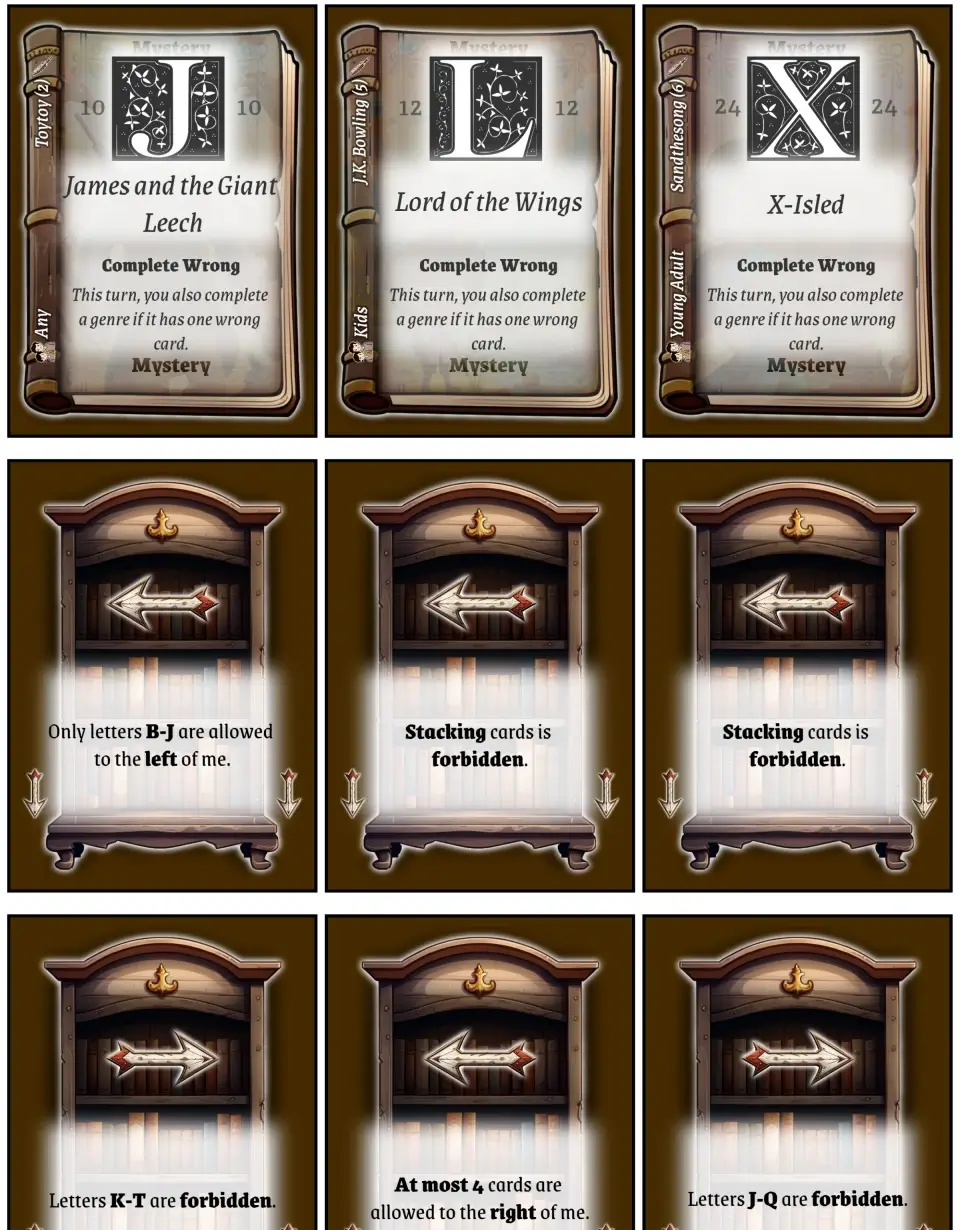 Mystery
10
J
10
Toytoy (2)
James and the Giant
Leech
Complete Wrong
This turn, you also complete
a genre if it has one wrong
card.
Any
Mystery
Mystery
12
L
12
J.K. Bowling (5)
Lord of the Wings
Complete Wrong
This turn, you also complete
a genre if it has one wrong
card.
Kids
Mystery
Mystery
24
X
24
Sandthesong (6)
X-Isled
Complete Wrong
This turn, you also complete
a genre if it has one wrong
card.
Young Adult
Mystery
Only letters B-J are allowed
to the left of me.
Stacking cards is
forbidden.
Stacking cards is
forbidden.
Letters K-T are forbidden.
At most 4 cards are
allowed to the right of me.
Letters J-Q are forbidden.